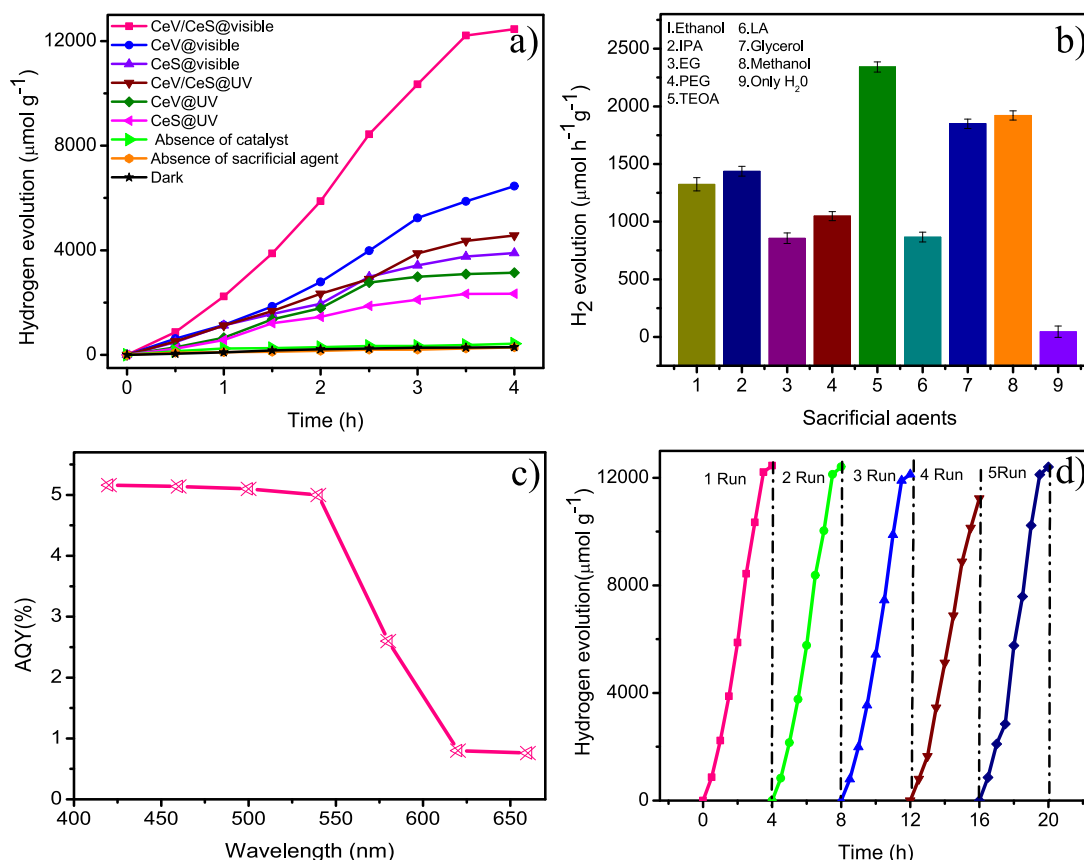 a)
CeV/CeS@visible
CeV@visible
CeS@visible
CeV/CeS@UV
CeV@UV
CeS@UV
Absence of catalyst
Absence of sacrificial agent
Dark
Hydrogen evolution (μmol g⁻¹)
12000
8000
4000
0
0 1 2 3 4
Time (h)
b)
1.Ethanol 6.LA
2.IPA 7.Glycerol
3.EG 8.Methanol
4.PEG 9.Only H₂0
5.TEOA
H₂ evolution (μmol h⁻¹g⁻¹)
2500
2000
1500
1000
500
0
1 2 3 4 5 6 7 8 9
Sacrificial agents
c)
AQY(%)
5
4
3
2
1
0
400 450 500 550 600 650
Wavelength (nm)
d)
1 Run 2 Run 3 Run 4 Run 5Run
Hydrogen evolution(μmol g⁻¹)
12000
8000
4000
0
0 4 8 12 16 20
Time (h)